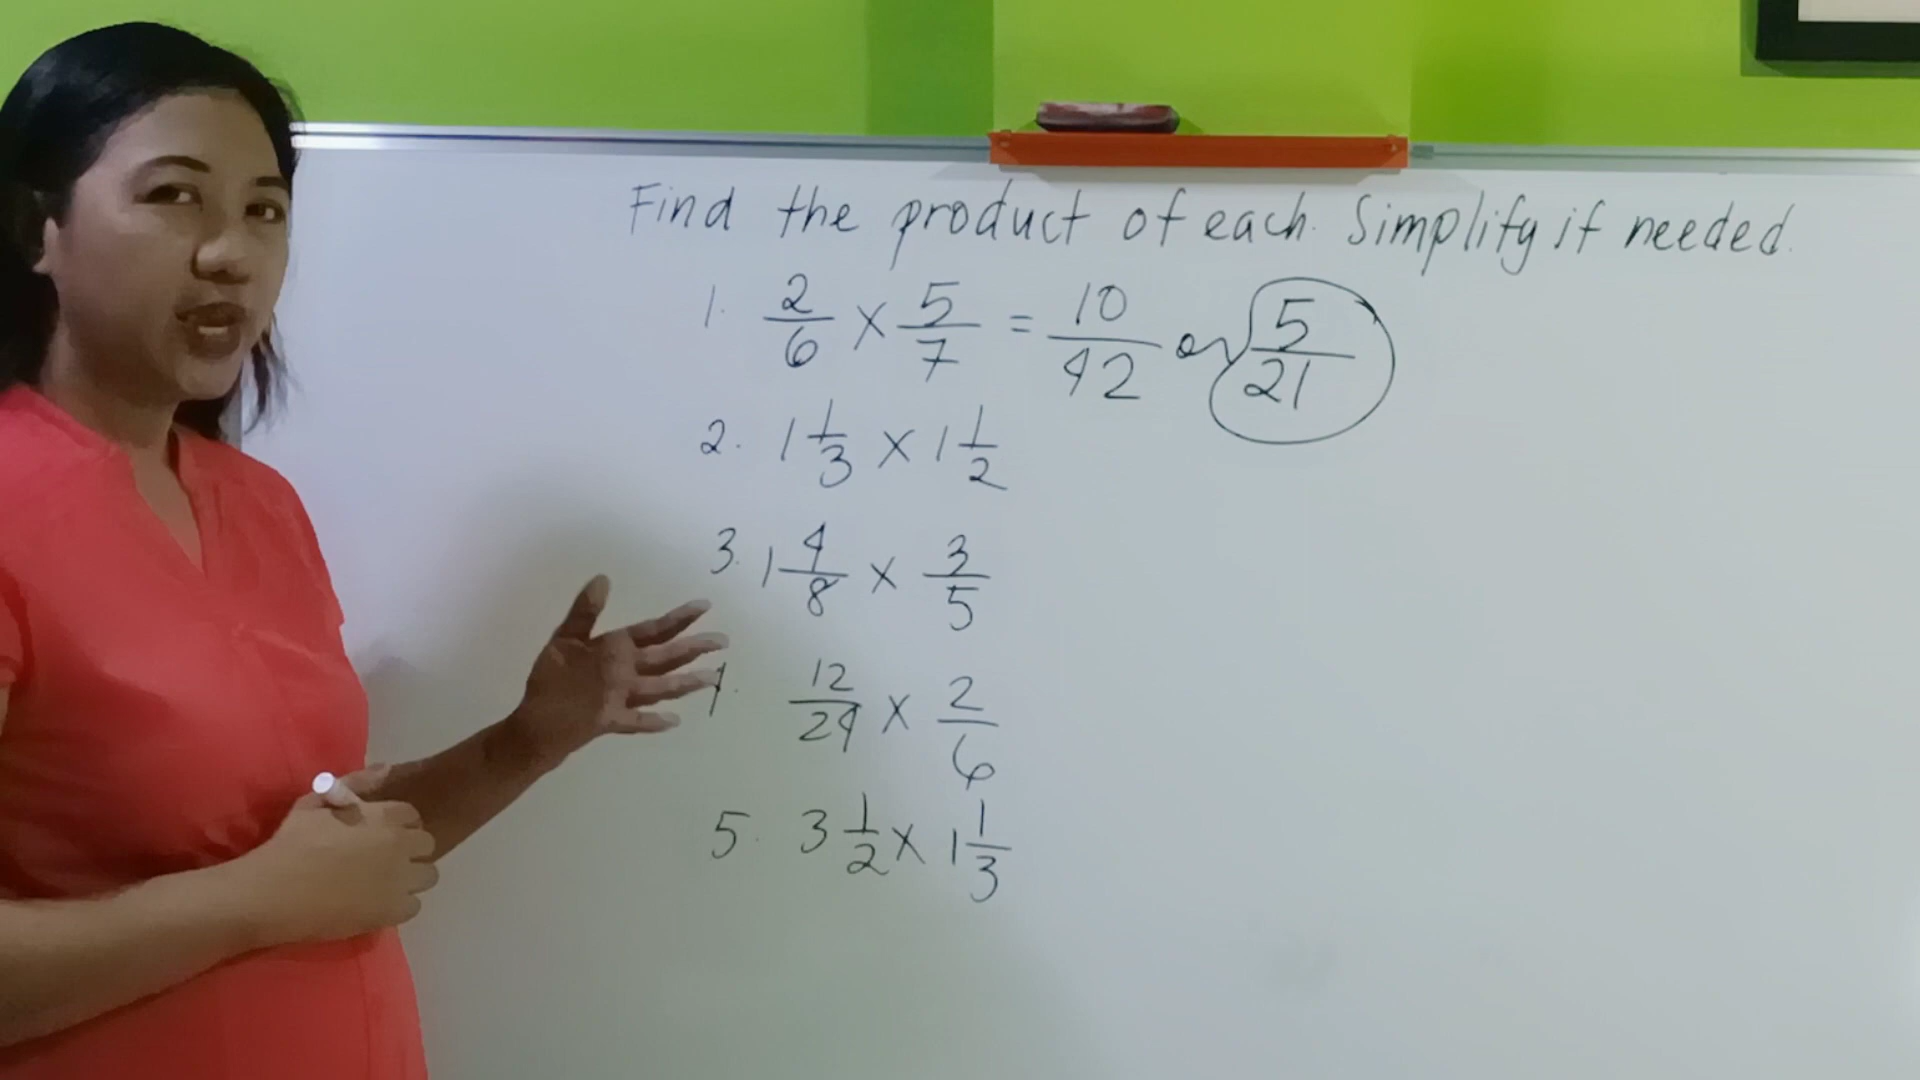 Find the product of each. Simplify if needed.
1. 2/6 x 5/7 = 10/42 or 5/21
2. 1 1/3 x 1 1/2
3. 1 4/8 x 3/5
4. 12/24 x 2/6
5. 3 1/2 x 1 1/3